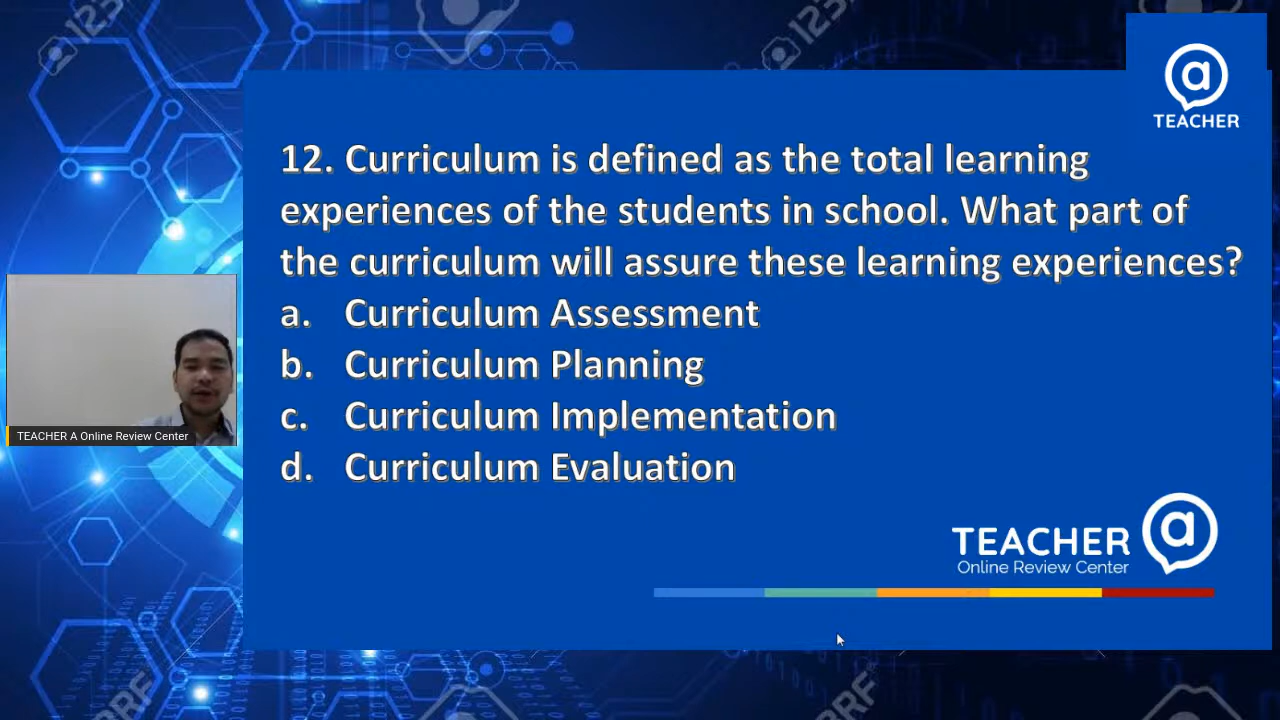 TEACHER
12. Curriculum is defined as the total learning
experiences of the students in school. What part of
the curriculum will assure these learning experiences?
a. Curriculum Assessment
b. Curriculum Planning
c. Curriculum Implementation
d. Curriculum Evaluation
TEACHER A Online Review Center
TEACHER
Online Review Center